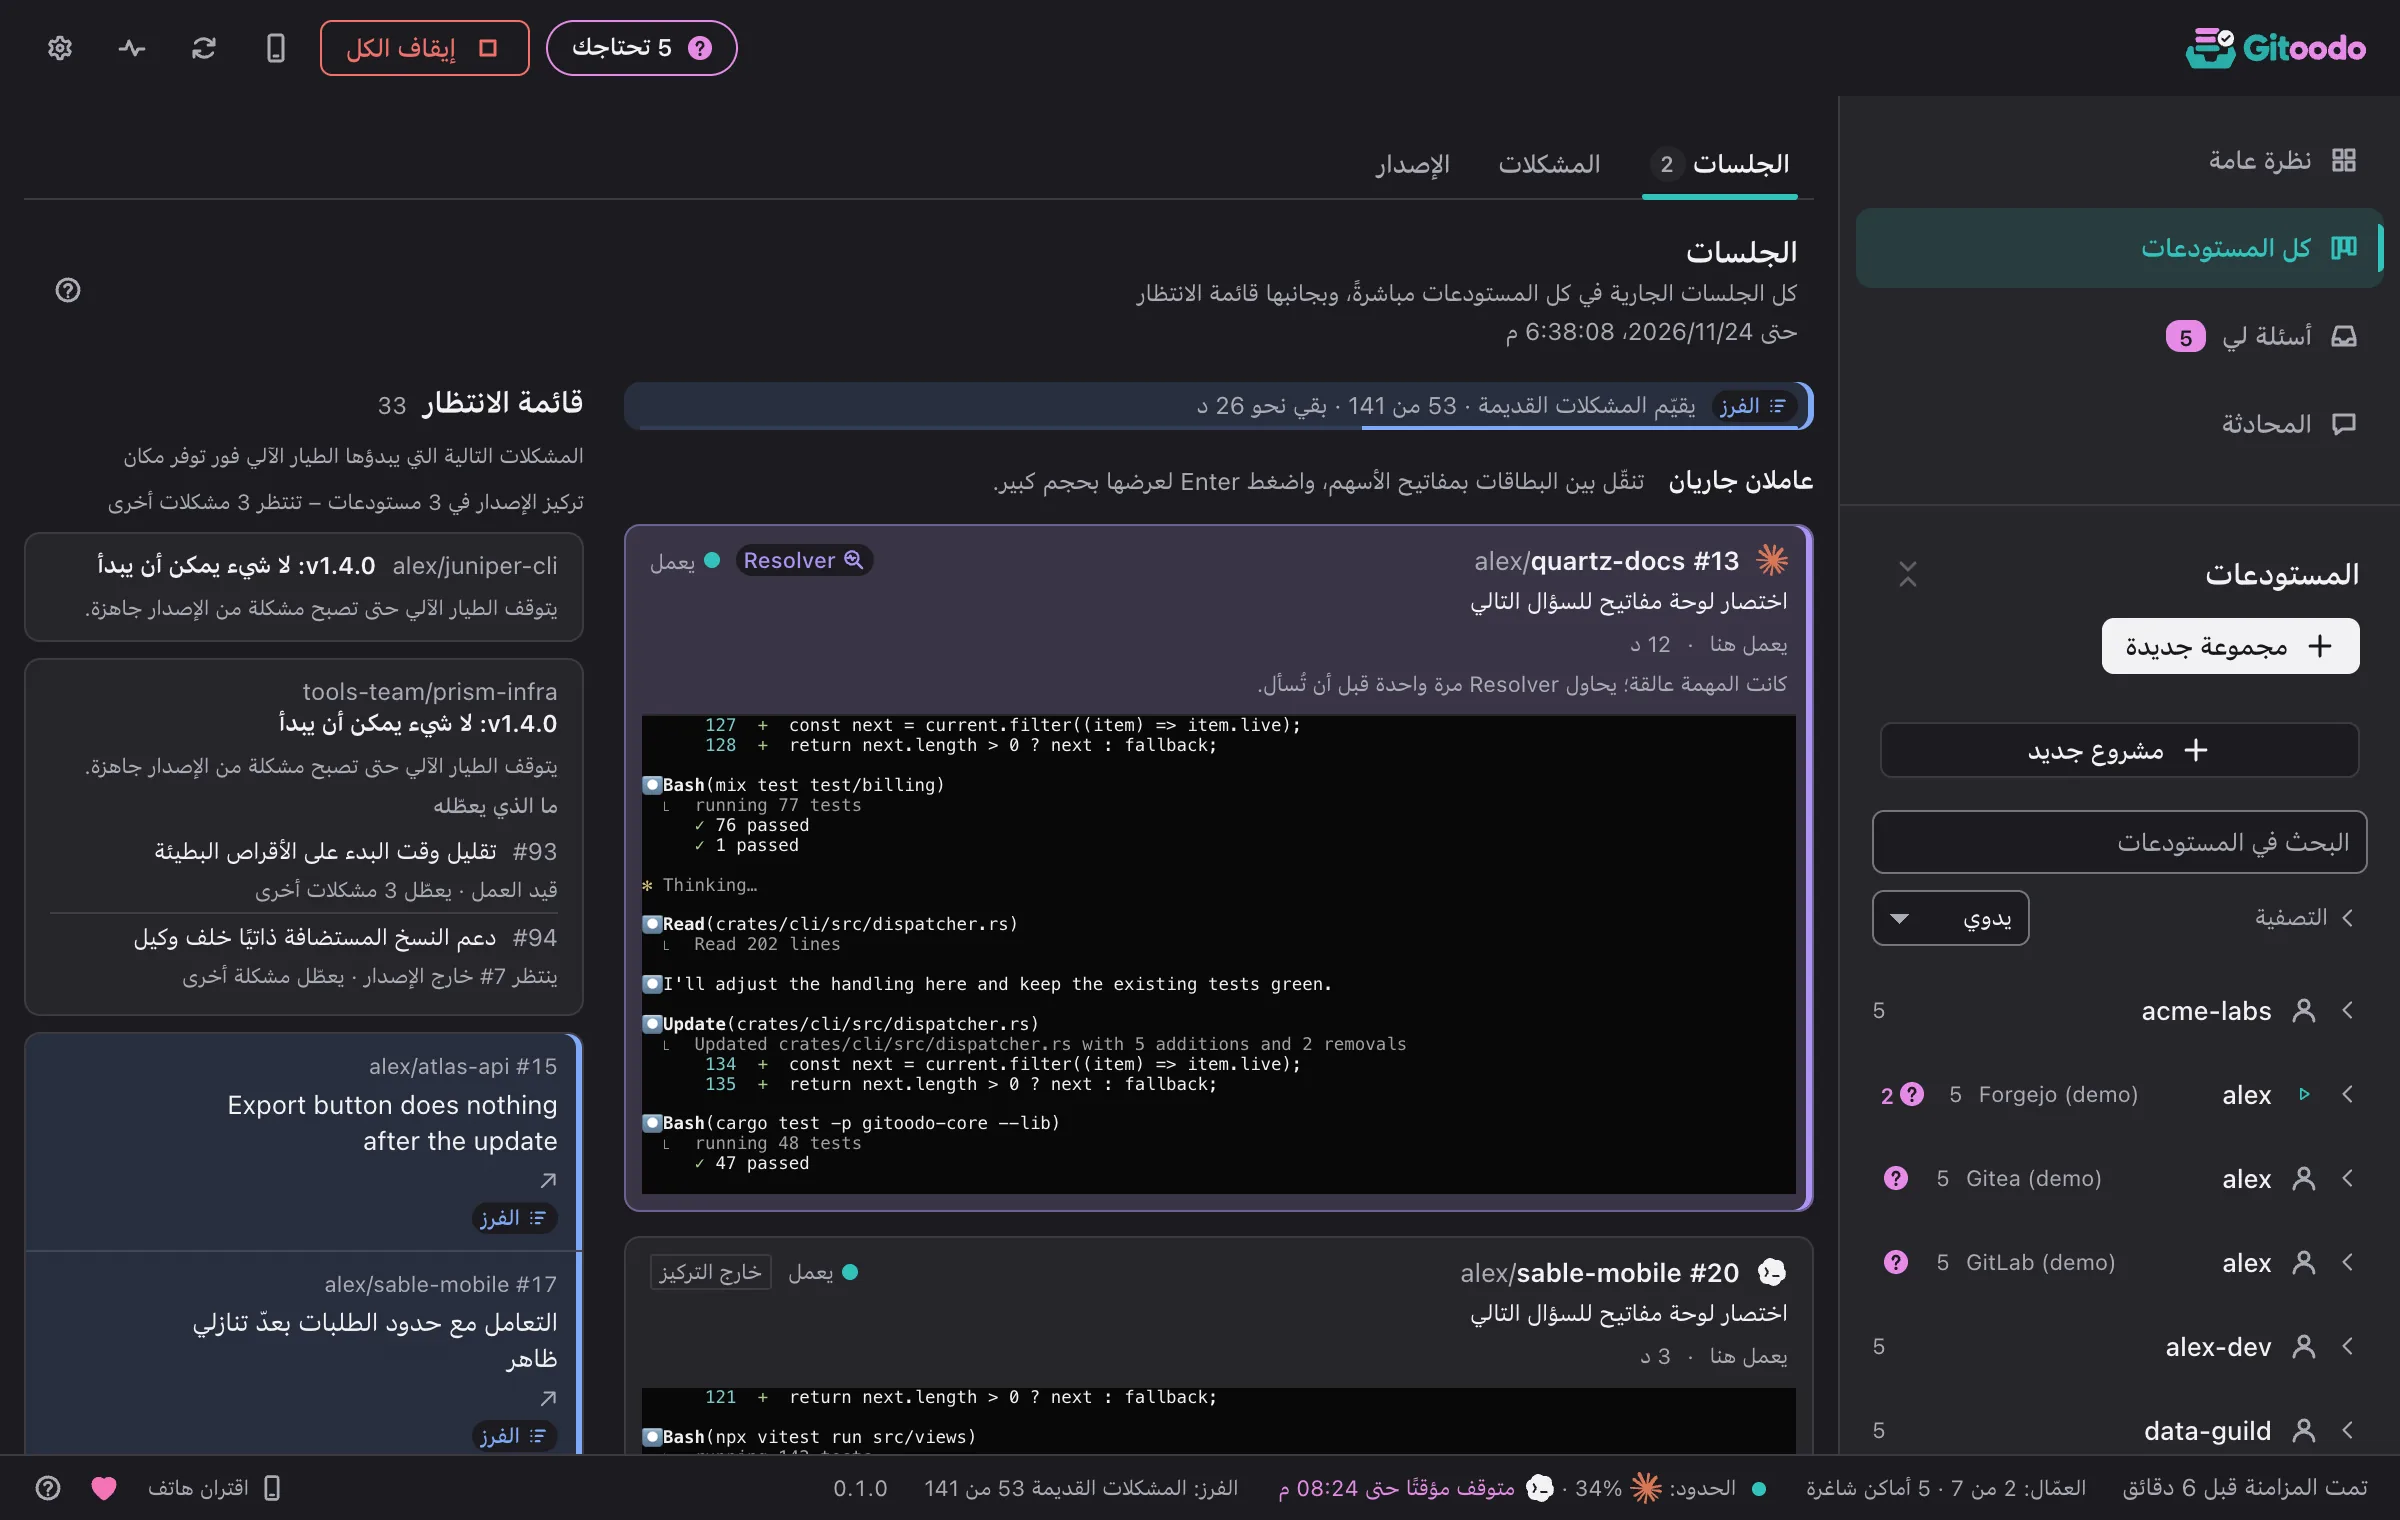 Gitoodo
5 تحتاجك
إيقاف الكل
نظرة عامة
كل المستودعات
أسئلة لي 5
المحادثة
المستودعات
مجموعة جديدة
مشروع جديد
البحث في المستودعات
التصفية
يدوي
acme-labs 5
alex Forgejo (demo) 5 2
alex Gitea (demo) 5
alex GitLab (demo) 5
alex-dev 5
data-guild 5
الجلسات 2
المشكلات
الإصدار
الجلسات
كل الجلسات الجارية في كل المستودعات مباشرةً، وبجانبها قائمة الانتظار
حتى 2026/11/24، 6:38:08 م
الفرز يقيّم المشكلات القديمة · 53 من 141 · بقي نحو 26 د
عاملان جاريان تنقّل بين البطاقات بمفاتيح الأسهم، واضغط Enter لعرضها بحجم كبير.
alex/quartz-docs #13
Resolver
يعمل
اختصار لوحة مفاتيح للسؤال التالي
يعمل هنا · 12 د
كانت المهمة عالقة؛ يحاول Resolver مرة واحدة قبل أن تُسأل.
127 + const next = current.filter((item) => item.live);
128 + return next.length > 0 ? next : fallback;
Bash(mix test test/billing)
running 77 tests
✓ 76 passed
✓ 1 passed
* Thinking…
Read(crates/cli/src/dispatcher.rs)
Read 202 lines
I'll adjust the handling here and keep the existing tests green.
Update(crates/cli/src/dispatcher.rs)
Updated crates/cli/src/dispatcher.rs with 5 additions and 2 removals
134 + const next = current.filter((item) => item.live);
135 + return next.length > 0 ? next : fallback;
Bash(cargo test -p gitoodo-core --lib)
running 48 tests
✓ 47 passed
alex/sable-mobile #20
يعمل
خارج التركيز
اختصار لوحة مفاتيح للسؤال التالي
يعمل هنا · 3 د
121 + return next.length > 0 ? next : fallback;
Bash(npx vitest run src/views)
قائمة الانتظار 33
المشكلات التالية التي يبدؤها الطيار الآلي فور توفر مكان
تركيز الإصدار في 3 مستودعات – تنتظر 3 مشكلات أخرى
alex/juniper-cli v1.4.0: لا شيء يمكن أن يبدأ
يتوقف الطيار الآلي حتى تصبح مشكلة من الإصدار جاهزة.
tools-team/prism-infra
v1.4.0: لا شيء يمكن أن يبدأ
يتوقف الطيار الآلي حتى تصبح مشكلة من الإصدار جاهزة.
ما الذي يعطّله
#93 تقليل وقت البدء على الأقراص البطيئة
قيد العمل · يعطّل 3 مشكلات أخرى
#94 دعم النسخ المستضافة ذاتيًا خلف وكيل
ينتظر #7 خارج الإصدار · يعطّل مشكلة أخرى
alex/atlas-api #15
Export button does nothing
after the update
الفرز
alex/sable-mobile #17
التعامل مع حدود الطلبات بعدّ تنازلي
ظاهر
الفرز
تمت المزامنة قبل 6 دقائق
العمّال: 2 من 7 · 5 أماكن شاغرة
الحدود: 34% · متوقف مؤقتًا حتى 08:24 م
الفرز: المشكلات القديمة 53 من 141
0.1.0
اقتران هاتف